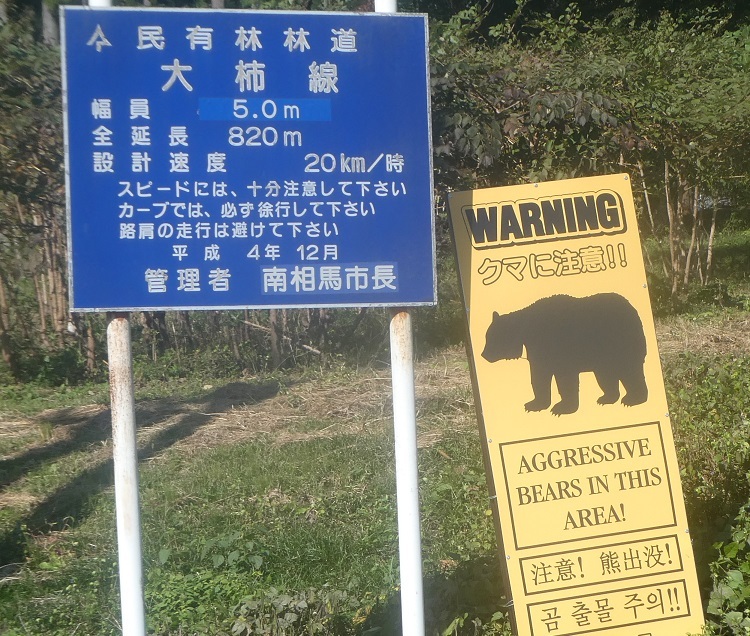 民有林林道
大柿線
幅員 5.0m
全延長 820m
設計速度 20km/時
スピードには、十分注意して下さい
カーブでは、必ず徐行して下さい
路肩の走行は避けて下さい
平成 4年 12月
管理者 南相馬市長
WARNING
クマに注意!!
AGGRESSIVE
BEARS IN THIS
AREA!
注意! 熊出没!
곰 출몰 주의!!